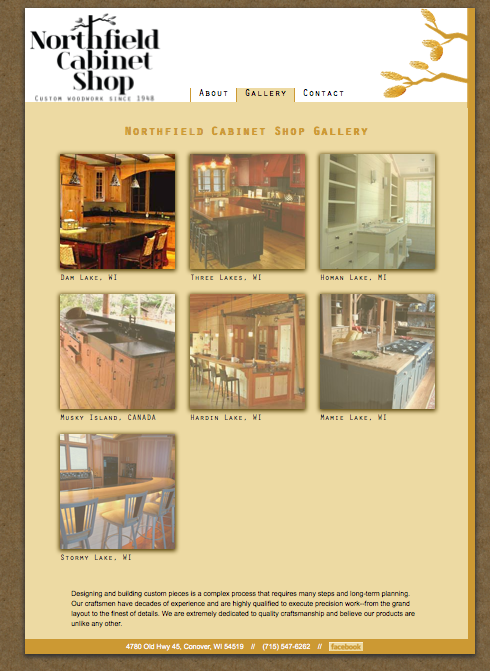 Northfield
Cabinet
Shop
Custom woodwork since 1948
About Gallery Contact
Northfield Cabinet Shop Gallery
Dam Lake, WI Three Lakes, WI Homan Lake, MI
Musky Island, CANADA Hardin Lake, WI Mamie Lake, WI
Stormy Lake, WI
Designing and building custom pieces is a complex process that requires many steps and long-term planning.
Our craftsmen have decades of experience and are highly qualified to execute precision work--from the grand
layout to the finest of details. We are extremely dedicated to quality craftsmanship and believe our products are
unlike any other.
4780 Old Hwy 45, Conover, WI 54519 // (715) 547-6262 // facebook